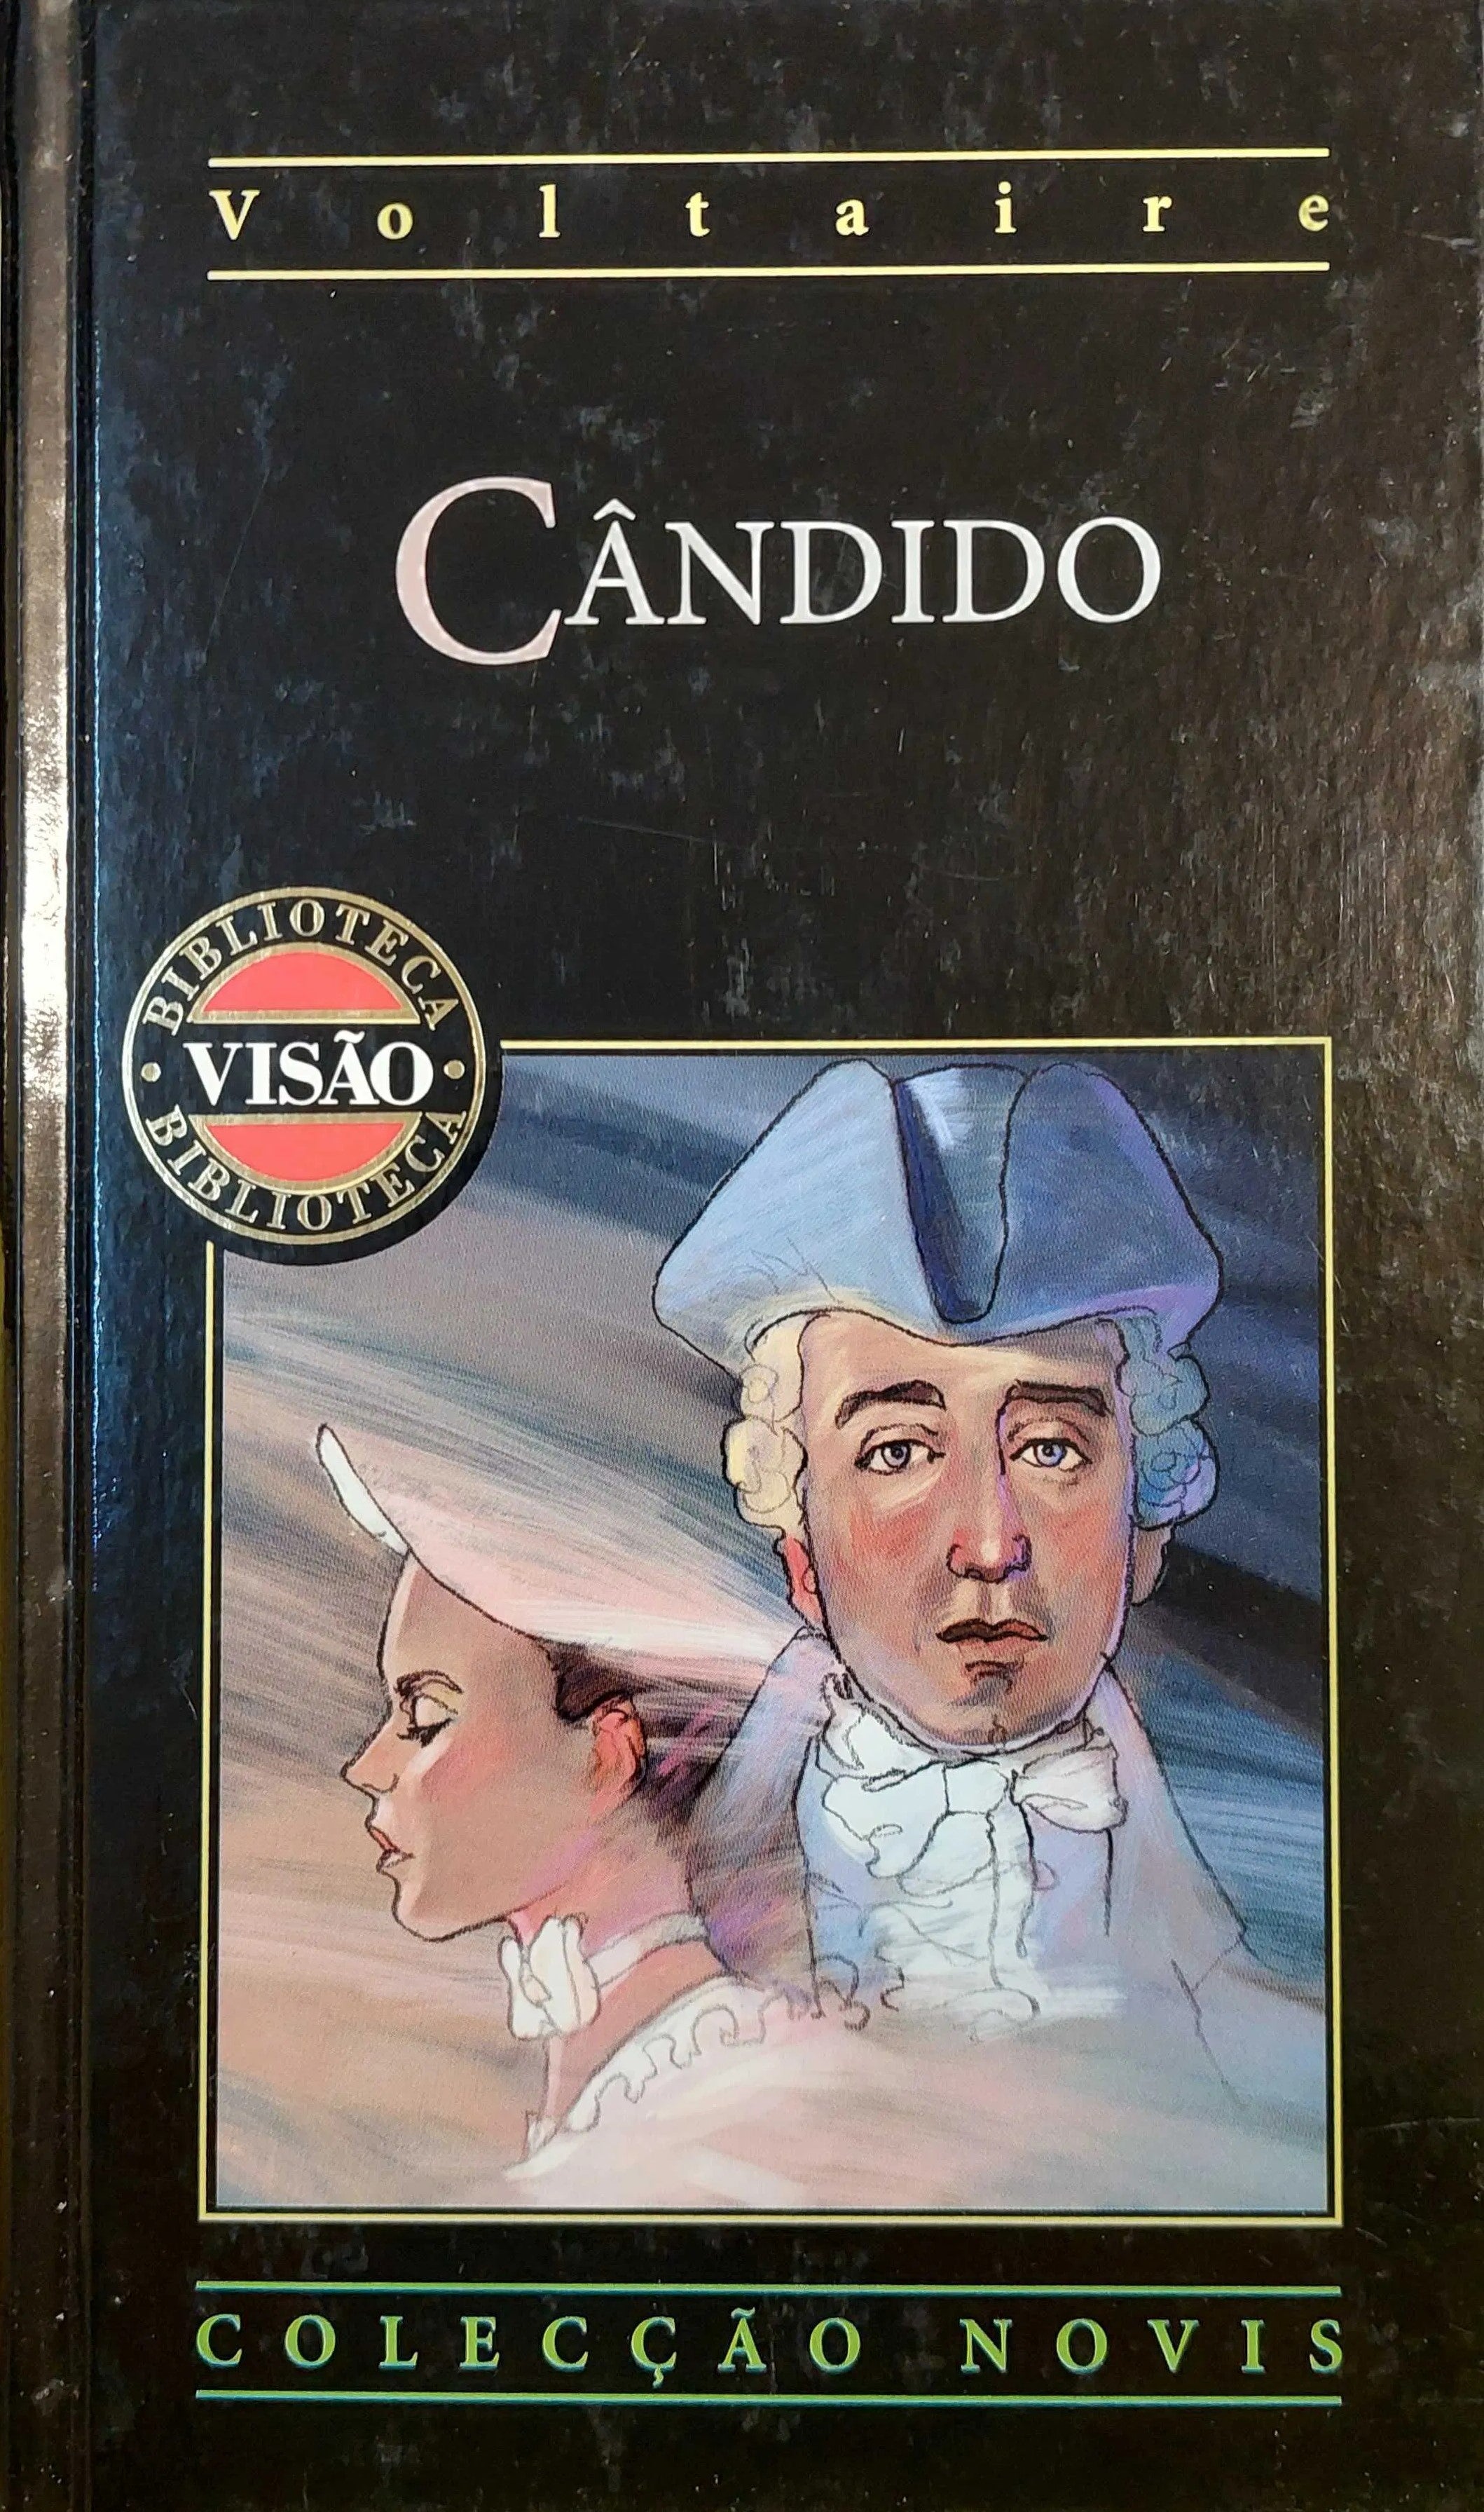 Voltaire
CÂNDIDO
BIBLIOTECA
VISÃO
BIBLIOTECA
COLECÇÃO NOVIS